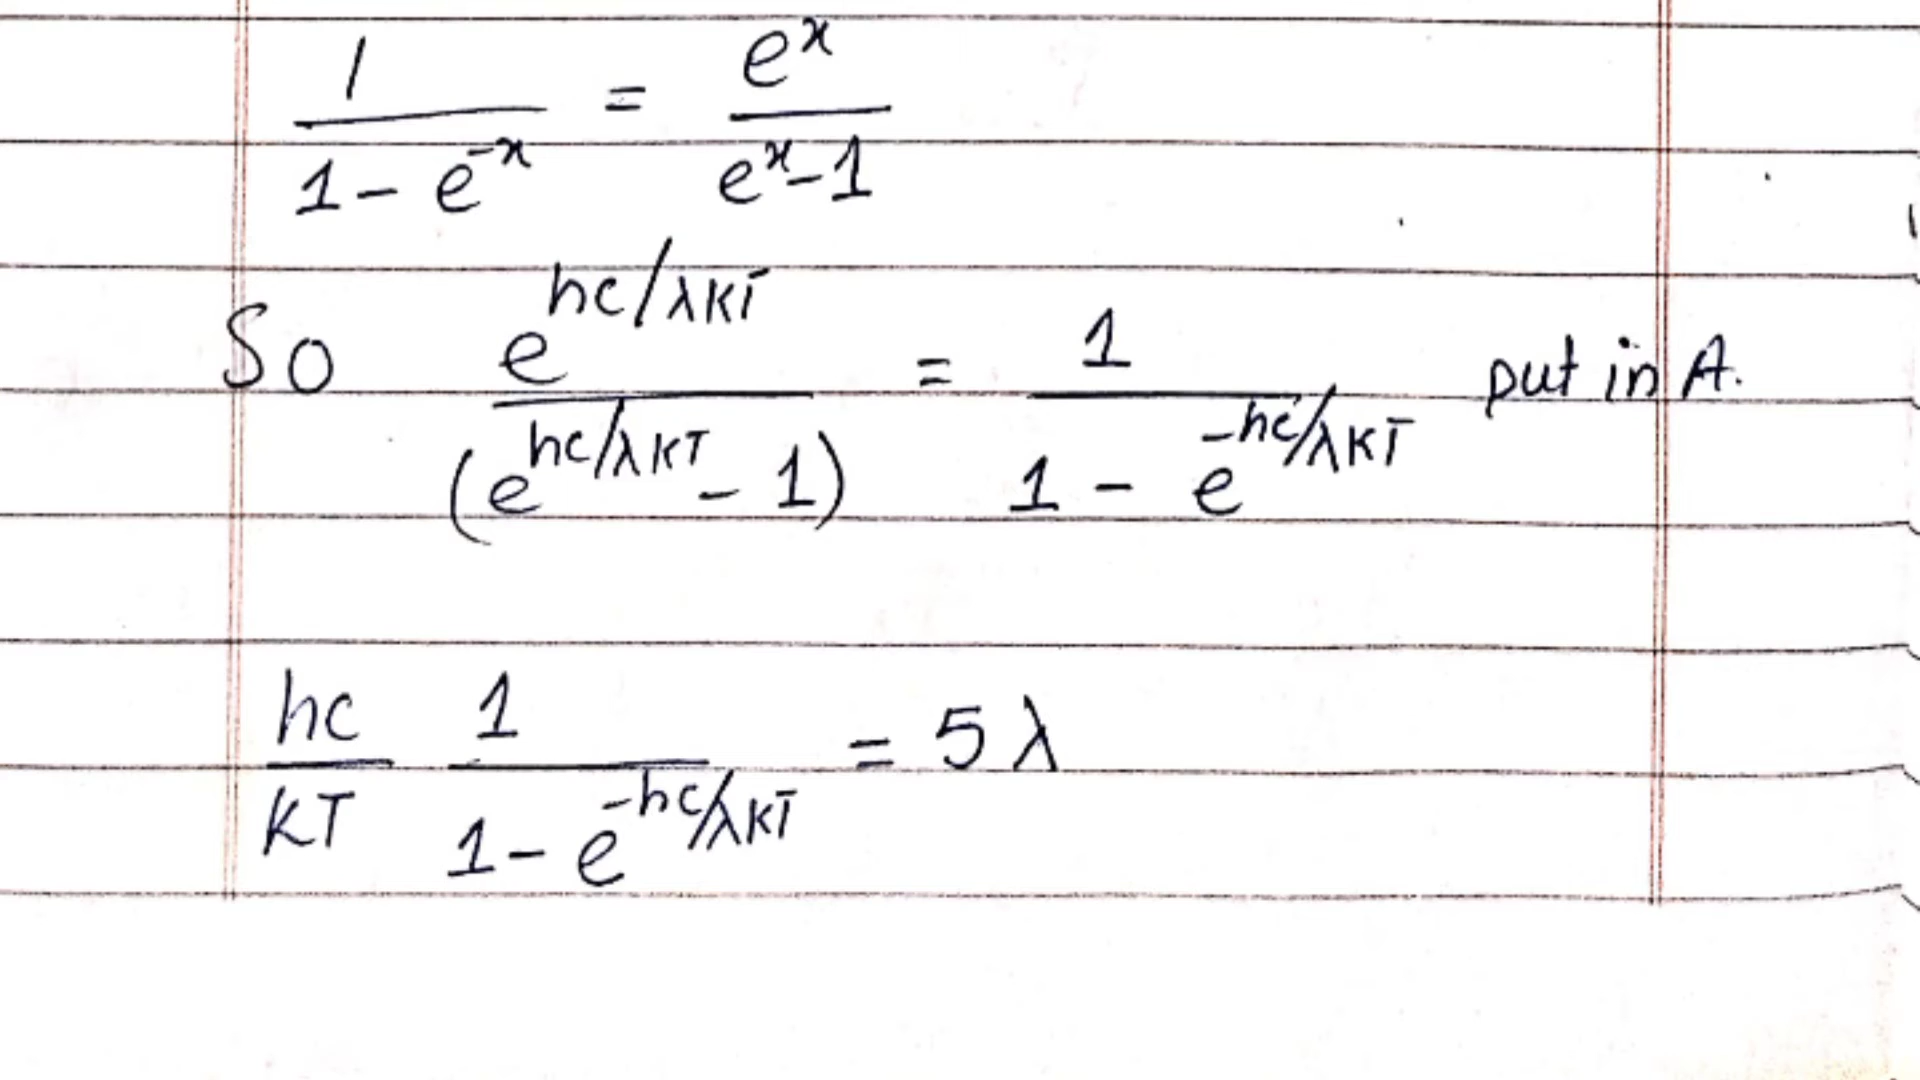 1/(1 - e^-x) = e^x/(e^x - 1)
So e^(hc/λKT)/(e^(hc/λKT) - 1) = 1/(1 - e^(-hc/λKT)) put in A.
hc/KT 1/(1 - e^(-hc/λKT)) = 5λ